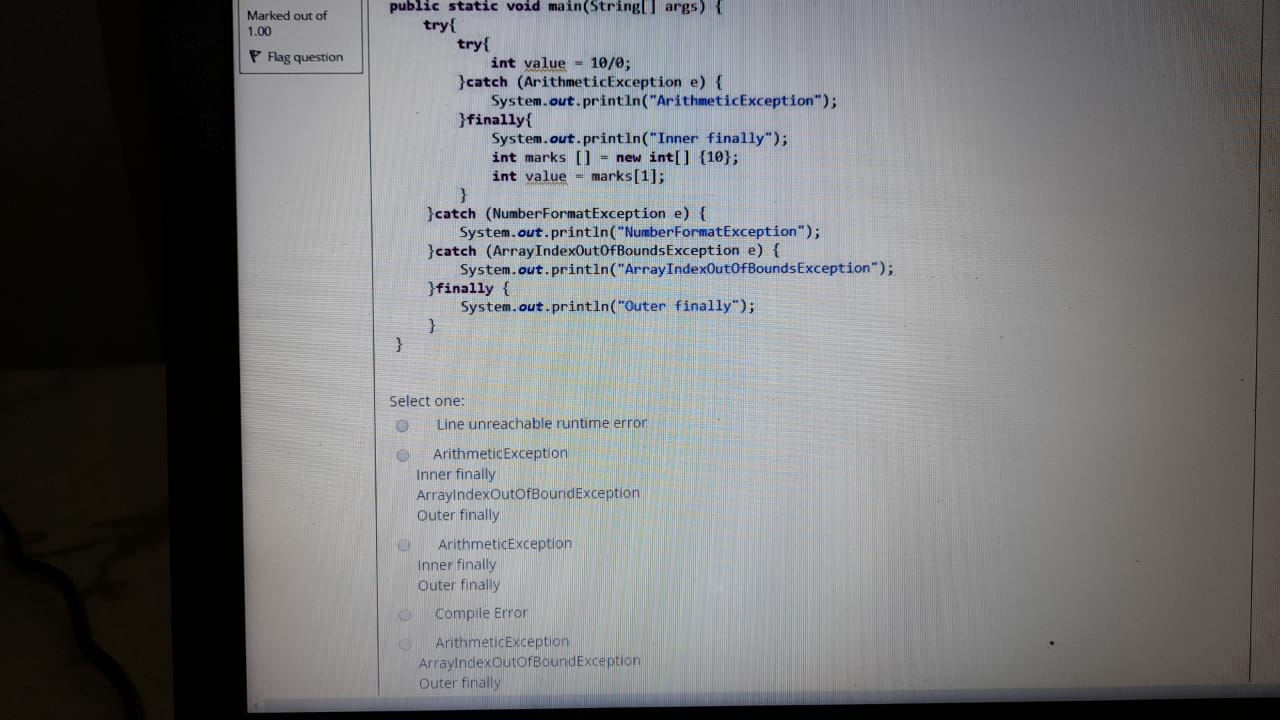 Marked out of
1.00
Flag question
public static void main(String[] args) {
try{
try{
int value = 10/0;
}catch (ArithmeticException e) {
System.out.println("ArithmeticException");
}finally{
System.out.println("Inner finally");
int marks [] = new int[] {10};
int value = marks[1];
}
}catch (NumberFormatException e) {
System.out.println("NumberFormatException");
}catch (ArrayIndexOutOfBoundsException e) {
System.out.println("ArrayIndexOutOfBoundsException");
}finally {
System.out.println("Outer finally");
}
}
Select one:
Line unreachable runtime error
ArithmeticException
Inner finally
ArrayIndexOutOfBoundException
Outer finally
ArithmeticException
Inner finally
Outer finally
Compile Error
ArithmeticException
ArrayIndexOutOfBoundException
Outer finally